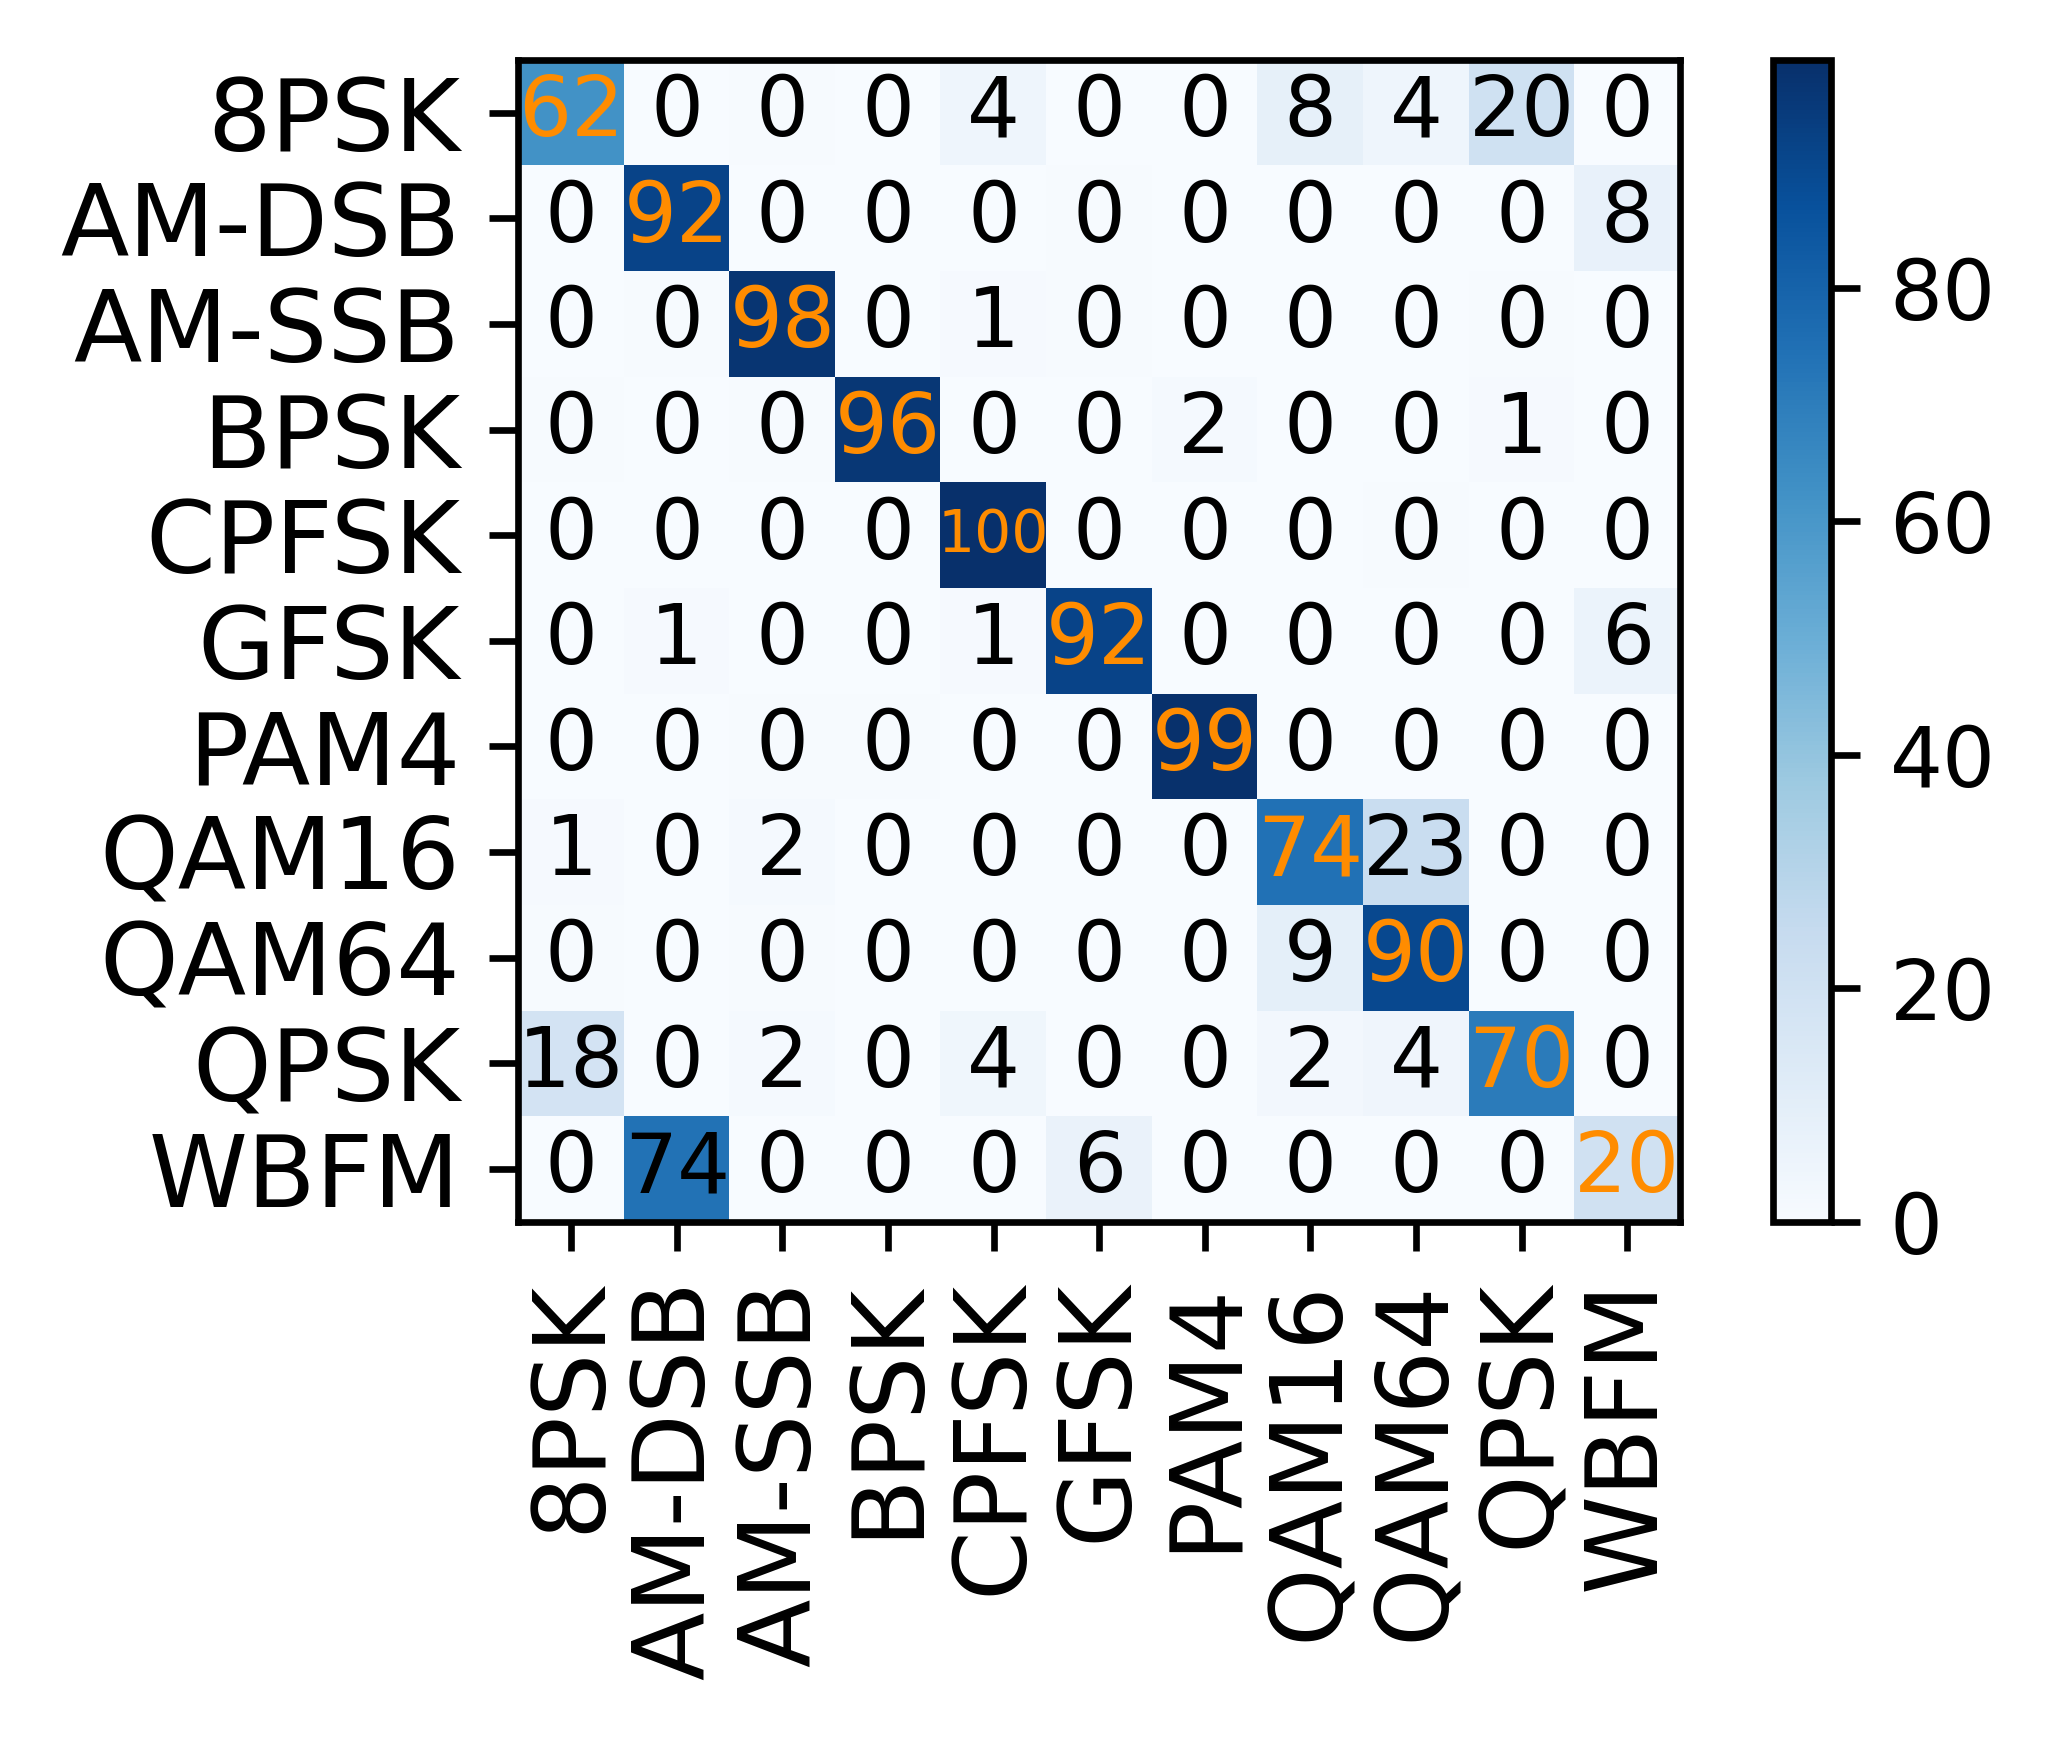 8PSK 62 0 0 0 4 0 0 8 4 20 0
AM-DSB 0 92 0 0 0 0 0 0 0 0 8
AM-SSB 0 0 98 0 1 0 0 0 0 0 0
BPSK 0 0 0 96 0 0 2 0 0 1 0
CPFSK 0 0 0 0 100 0 0 0 0 0 0
GFSK 0 1 0 0 1 92 0 0 0 0 6
PAM4 0 0 0 0 0 0 99 0 0 0 0
QAM16 1 0 2 0 0 0 0 74 23 0 0
QAM64 0 0 0 0 0 0 0 9 90 0 0
QPSK 18 0 2 0 4 0 0 2 4 70 0
WBFM 0 74 0 0 0 6 0 0 0 0 20
8PSK
AM-DSB
AM-SSB
BPSK
CPFSK
GFSK
PAM4
QAM16
QAM64
QPSK
WBFM
80
60
40
20
0